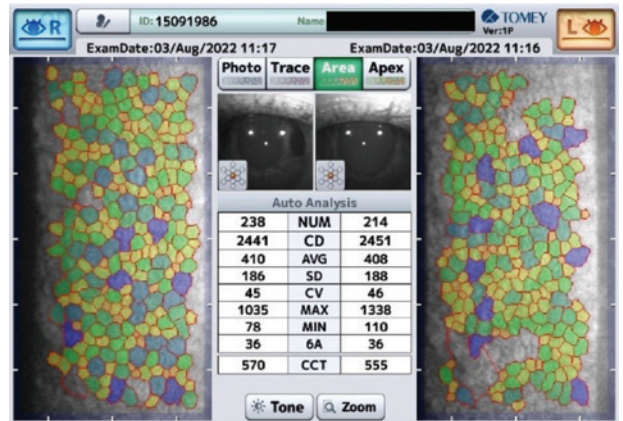 R ID: 15091986 Name TOMEY L
Ver:1P
ExamDate:03/Aug/2022 11:17 ExamDate:03/Aug/2022 11:16
Photo Trace Area Apex
Auto Analysis
238 NUM 214
2441 CD 2451
410 AVG 408
186 SD 188
45 CV 46
1035 MAX 1338
78 MIN 110
36 6A 36
570 CCT 555
Tone Zoom